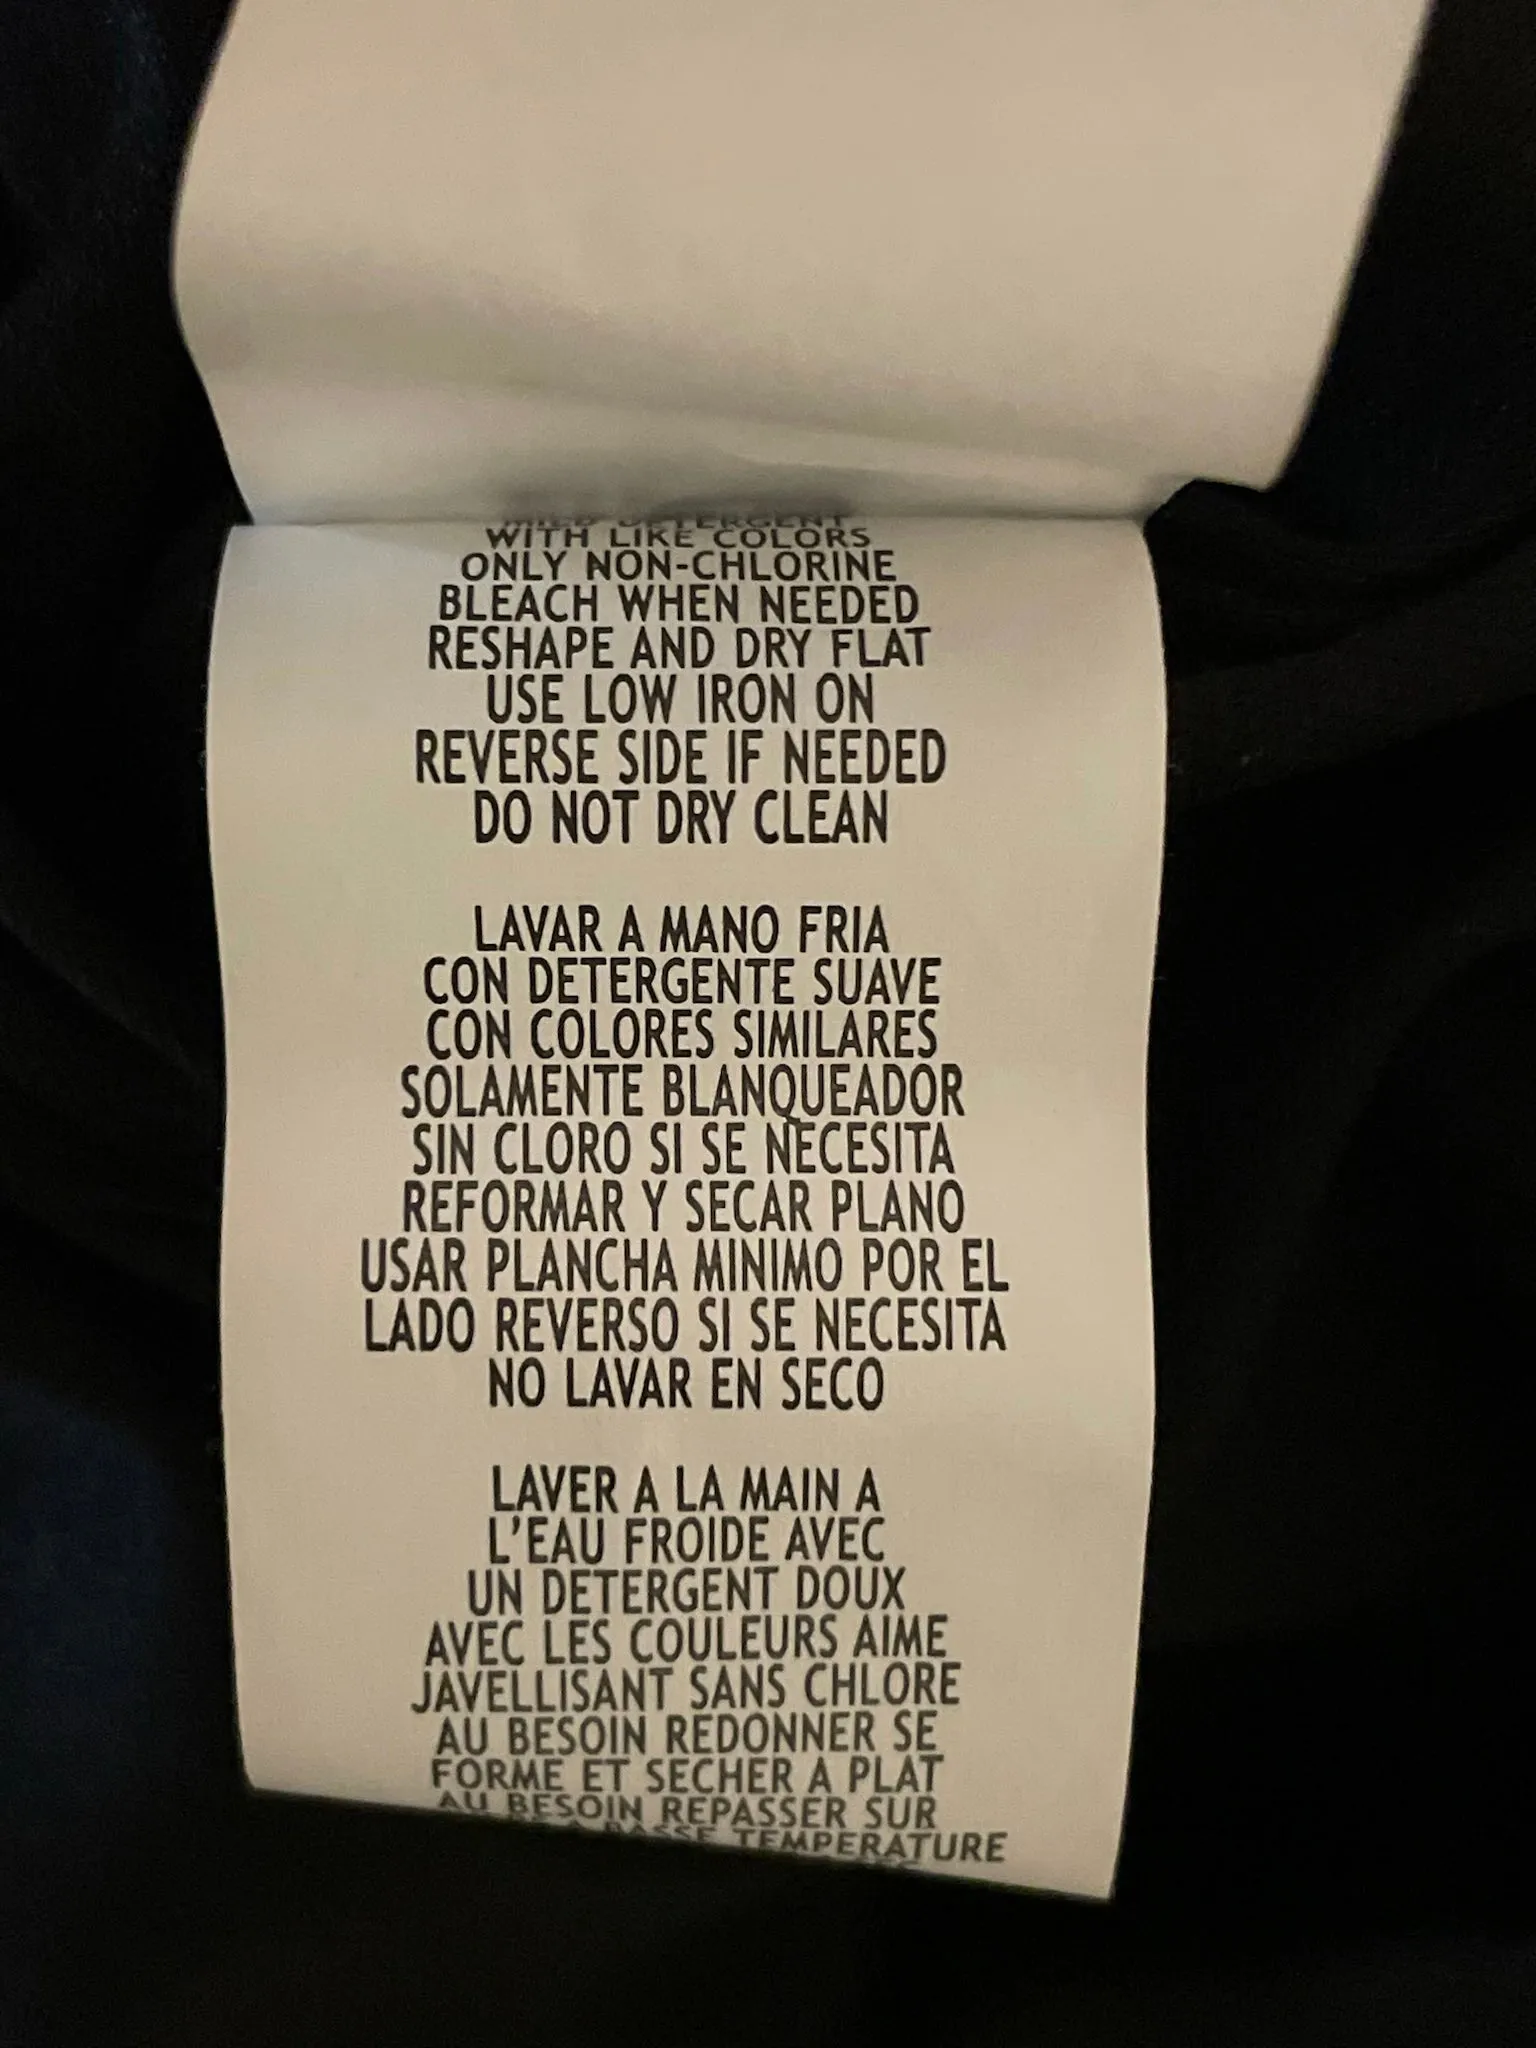 MILD DETERGENT
WITH LIKE COLORS
ONLY NON-CHLORINE
BLEACH WHEN NEEDED
RESHAPE AND DRY FLAT
USE LOW IRON ON
REVERSE SIDE IF NEEDED
DO NOT DRY CLEAN
LAVAR A MANO FRIA
CON DETERGENTE SUAVE
CON COLORES SIMILARES
SOLAMENTE BLANQUEADOR
SIN CLORO SI SE NECESITA
REFORMAR Y SECAR PLANO
USAR PLANCHA MINIMO POR EL
LADO REVERSO SI SE NECESITA
NO LAVAR EN SECO
LAVER A LA MAIN A
L'EAU FROIDE AVEC
UN DETERGENT DOUX
AVEC LES COULEURS AIME
JAVELLISANT SANS CHLORE
AU BESOIN REDONNER SE
FORME ET SECHER A PLAT
AU BESOIN REPASSER SUR
A BASSE TEMPERATURE